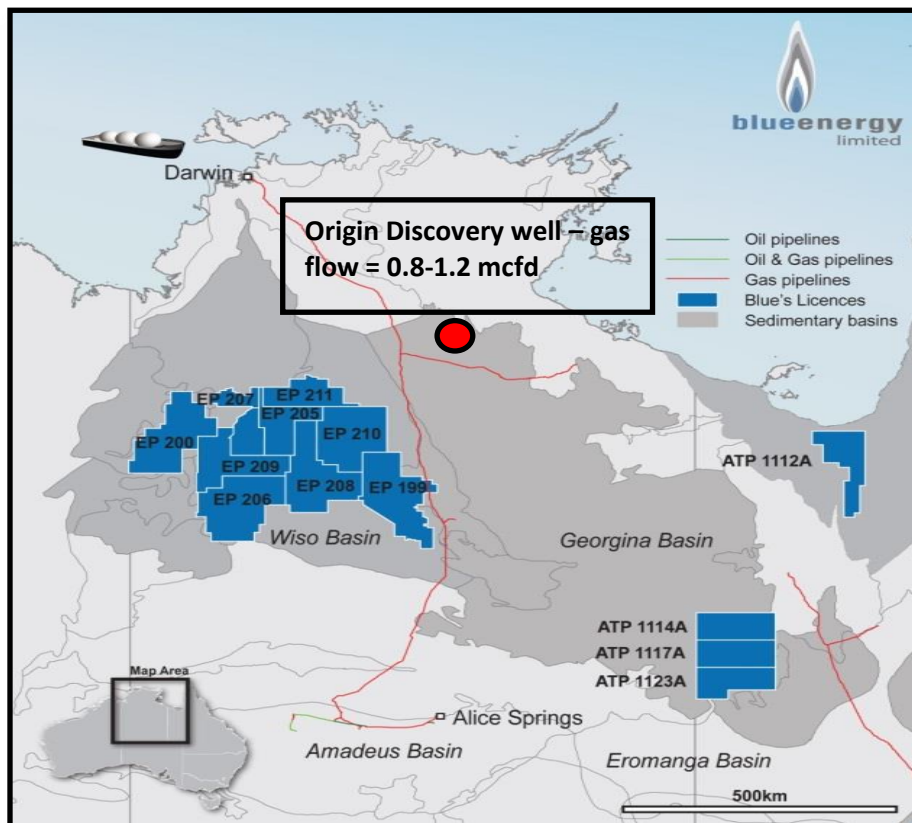 blueenergy
limited
Darwin
Origin Discovery well – gas
flow = 0.8-1.2 mcfd
Oil pipelines
Oil & Gas pipelines
Gas pipelines
Blue's Licences
Sedimentary basins
EP 207
EP 211
EP 205
EP 200
EP 210
EP 209
EP 206
EP 208
EP 199
ATP 1112A
Wiso Basin
Georgina Basin
ATP 1114A
ATP 1117A
ATP 1123A
Map Area
Alice Springs
Amadeus Basin
Eromanga Basin
500km